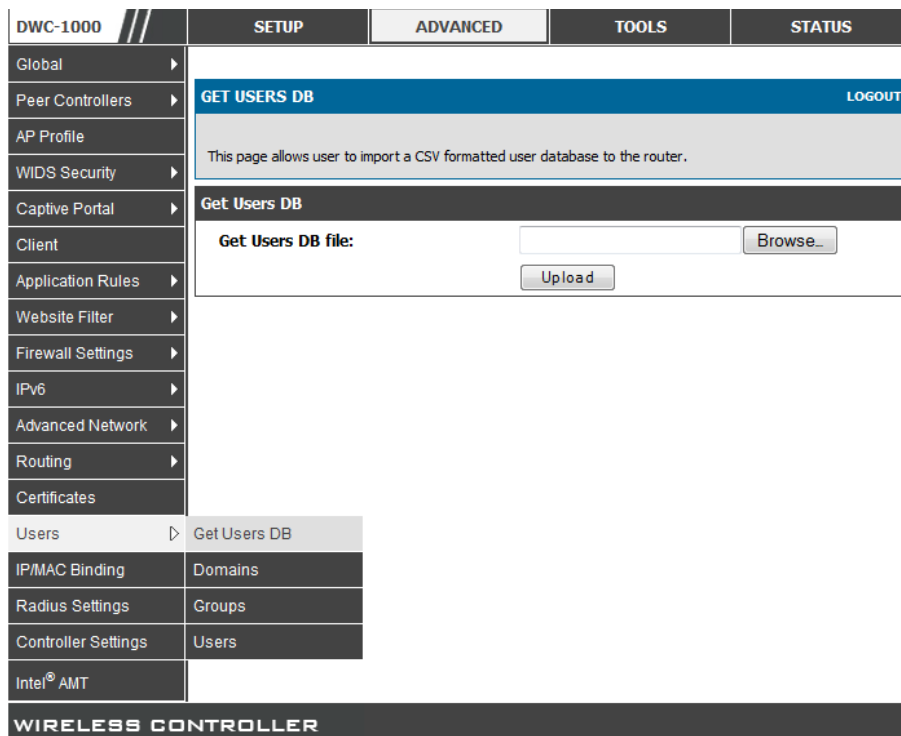 DWC-1000
SETUP
ADVANCED
TOOLS
STATUS
Global
Peer Controllers
AP Profile
WIDS Security
Captive Portal
Client
Application Rules
Website Filter
Firewall Settings
IPv6
Advanced Network
Routing
Certificates
Users
IP/MAC Binding
Radius Settings
Controller Settings
Intel® AMT
Get Users DB
Domains
Groups
Users
GET USERS DB
LOGOUT
This page allows user to import a CSV formatted user database to the router.
Get Users DB
Get Users DB file:
Browse...
Upload
WIRELESS CONTROLLER